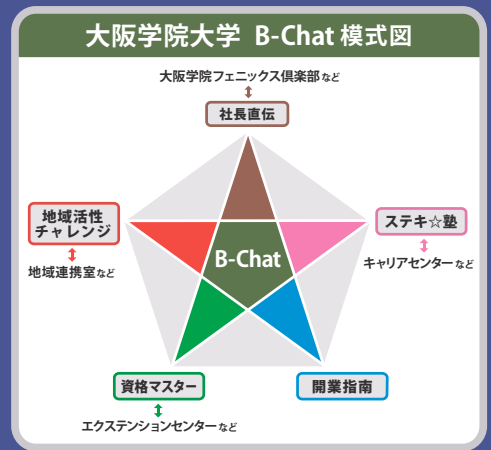 大阪学院大学 B-Chat 模式図
大阪学院フェニックス倶楽部など
社長直伝
地域活性
チャレンジ
地域連携室など
ステキ☆塾
キャリアセンターなど
B-Chat
資格マスター
エクステンションセンターなど
開業指南